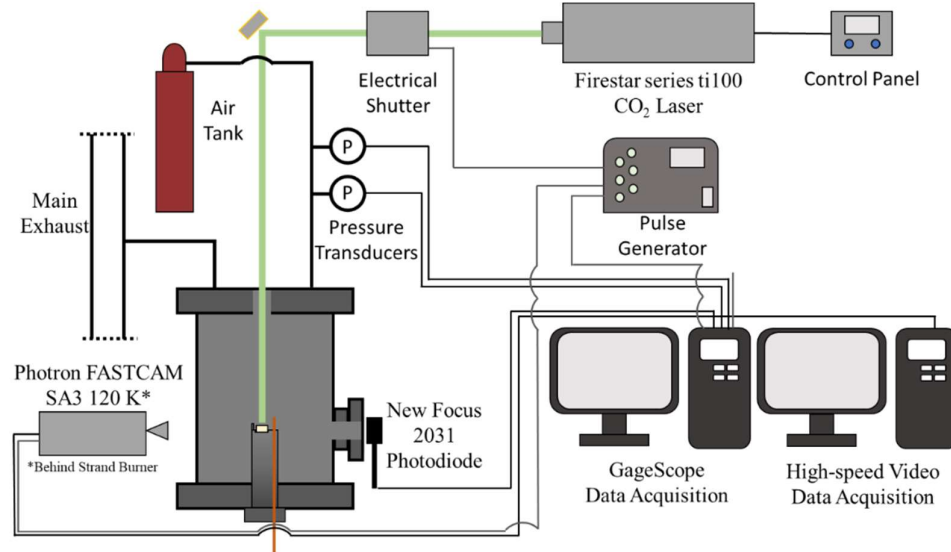 Electrical
Shutter
Firestar series ti100
CO₂ Laser
Control Panel
Air
Tank
P
P
Pressure
Transducers
Main
Exhaust
Pulse
Generator
Photron FASTCAM
SA3 120 K*
*Behind Strand Burner
New Focus
2031
Photodiode
GageScope
Data Acquisition
High-speed Video
Data Acquisition